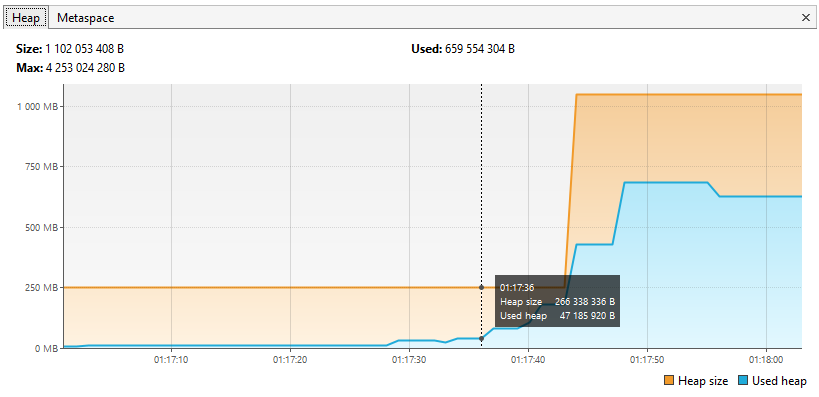 Heap Metaspace ×
Size: 1 102 053 408 B Used: 659 554 304 B
Max: 4 253 024 280 B
1 000 MB
750 MB
500 MB
250 MB
0 MB
01:17:36
Heap size 266 338 336 B
Used heap 47 185 920 B
01:17:10 01:17:20 01:17:30 01:17:40 01:17:50 01:18:00
Heap size Used heap